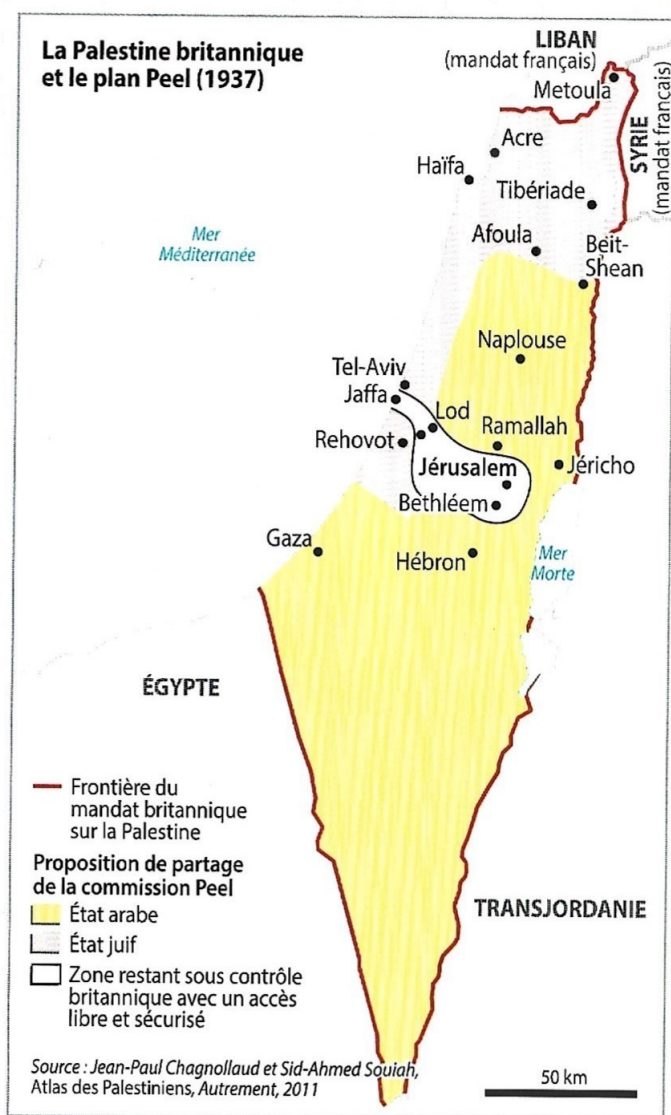 La Palestine britannique
et le plan Peel (1937)
LIBAN
(mandat français)
Metoula
SYRIE
(mandat français)
Acre
Haïfa
Tibériade
Mer
Méditerranée
Afoula
Beït-
Shean
Naplouse
Tel-Aviv
Jaffa
Lod
Rehovot
Ramallah
Jérusalem
Jéricho
Bethléem
Gaza
Hébron
Mer
Morte
ÉGYPTE
Frontière du
mandat britannique
sur la Palestine
Proposition de partage
de la commission Peel
État arabe
État juif
Zone restant sous contrôle
britannique avec un accès
libre et sécurisé
TRANSJORDANIE
Source : Jean-Paul Chagnollaud et Sid-Ahmed Souiah,
Atlas des Palestiniens, Autrement, 2011
50 km